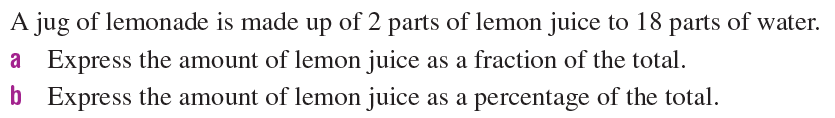 A jug of lemonade is made up of 2 parts of lemon juice to 18 parts of water.
a Express the amount of lemon juice as a fraction of the total.
b Express the amount of lemon juice as a percentage of the total.